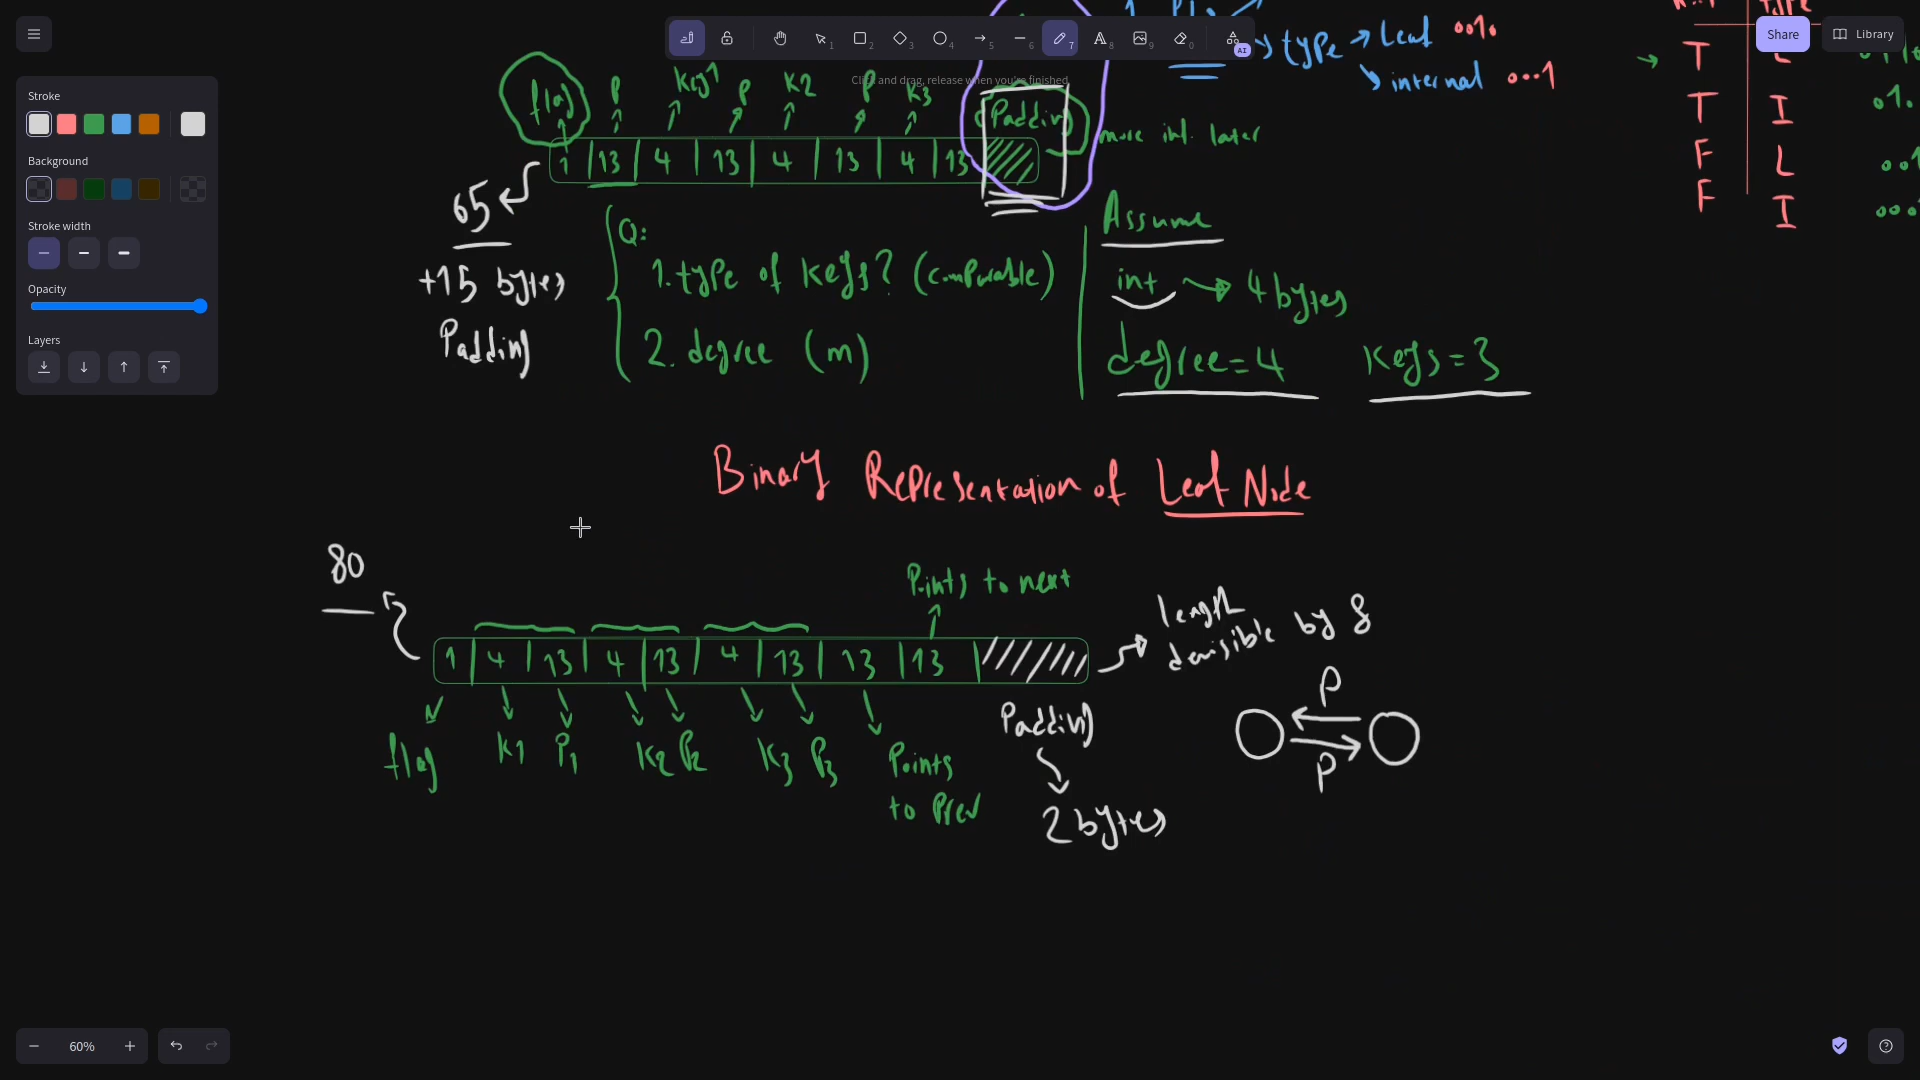 Share
Library
Click and drag, release when you're finished
Stroke
Background
Stroke width
Opacity
Layers
type → Leaf 0010
internal 0001
flag P Key1 P K2 P K3 Padding
more inf. later
1 13 4 13 4 13 4 13
T
T I
F L
F I
65
+15 bytes
Padding
Q:
1. type of keys? (comparable)
2. degree (m)
Assume
int → 4 bytes
degree=4 Keys=3
Binary Representation of Leaf Node
80
Points to next
length
devisible by 8
1 4 13 4 13 4 13 13 13
flag K1 P1 K2 P2 K3 P3 Points
to Prev
Padding
2 bytes
P
P
60%